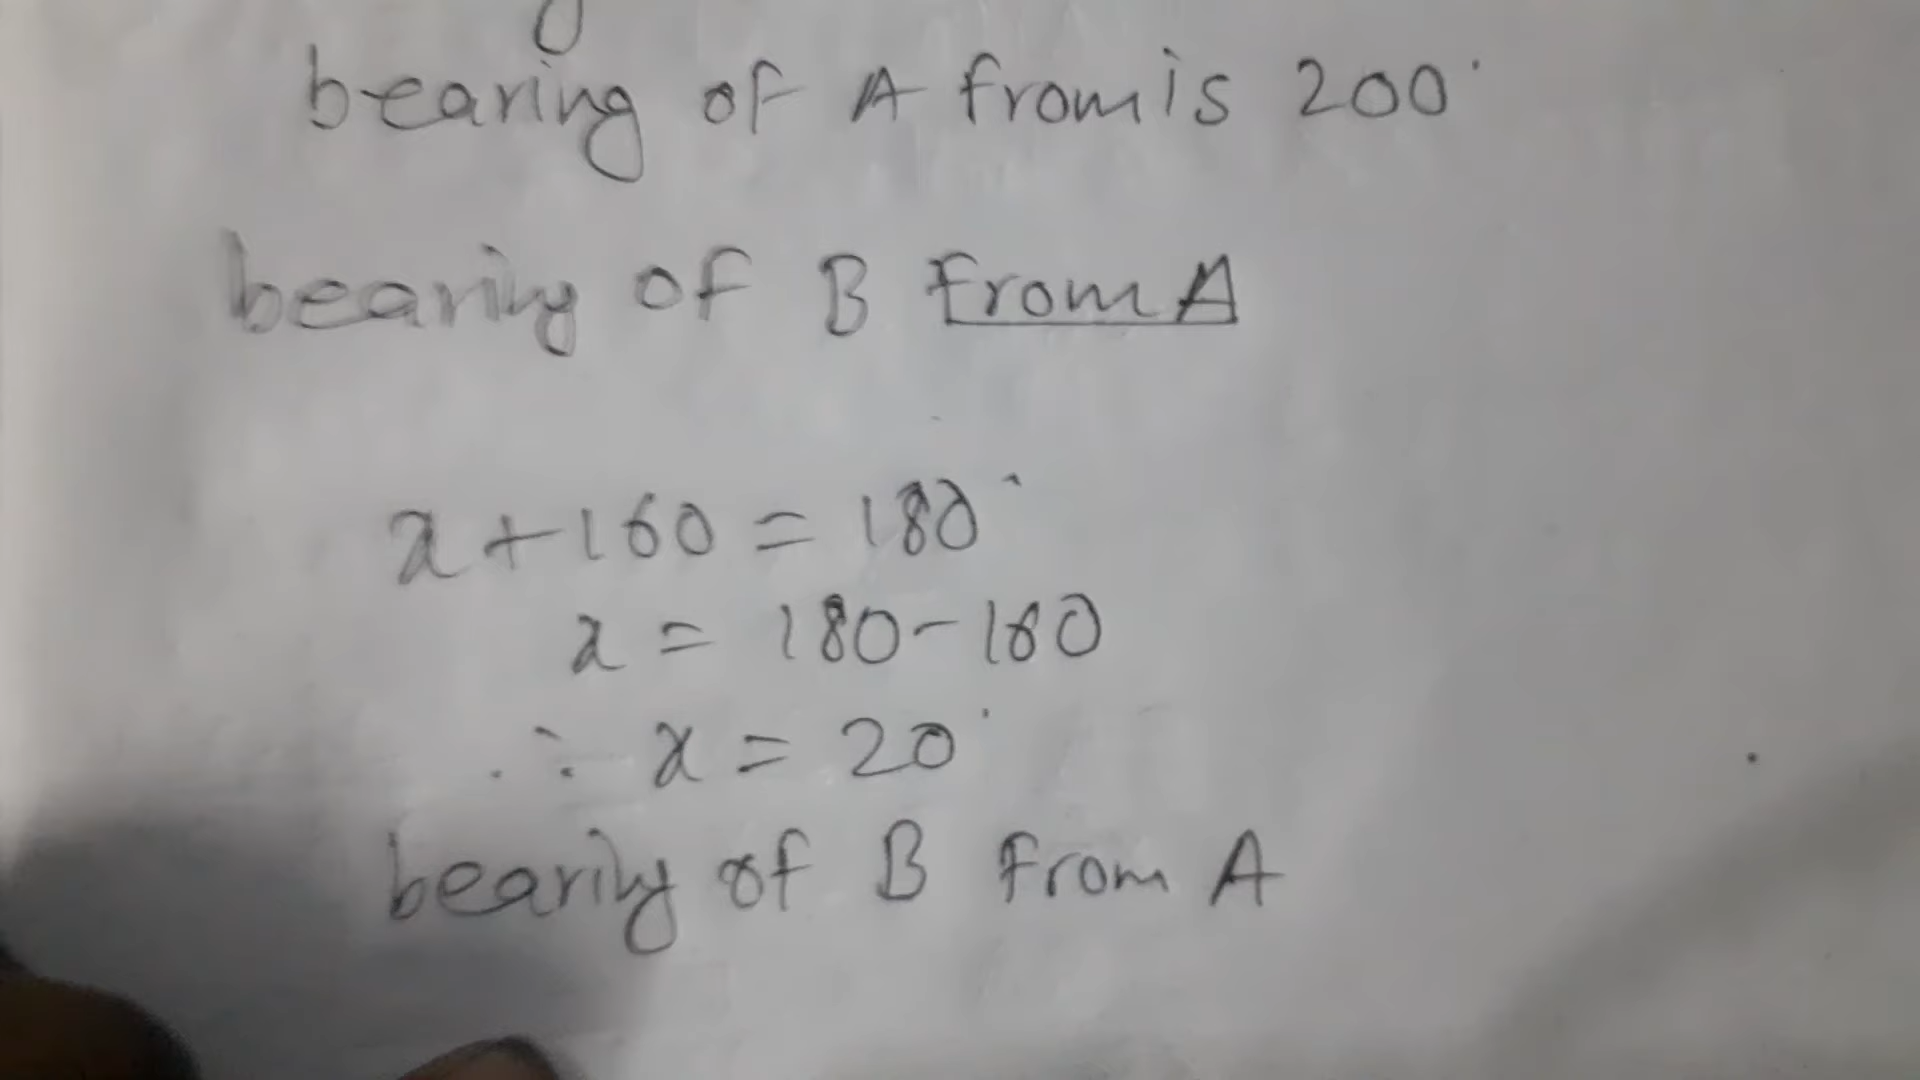 bearing of A from is 200°
bearing of B from A
x + 160 = 180°
x = 180 - 160
∴ x = 20°
bearing of B from A